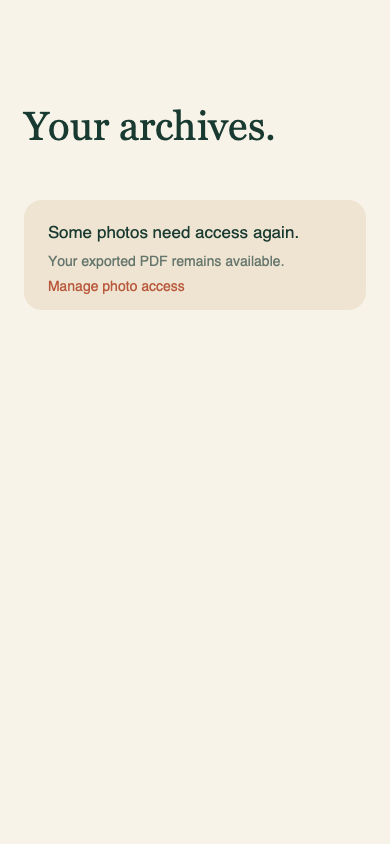 Your archives.
Some photos need access again.
Your exported PDF remains available.
Manage photo access